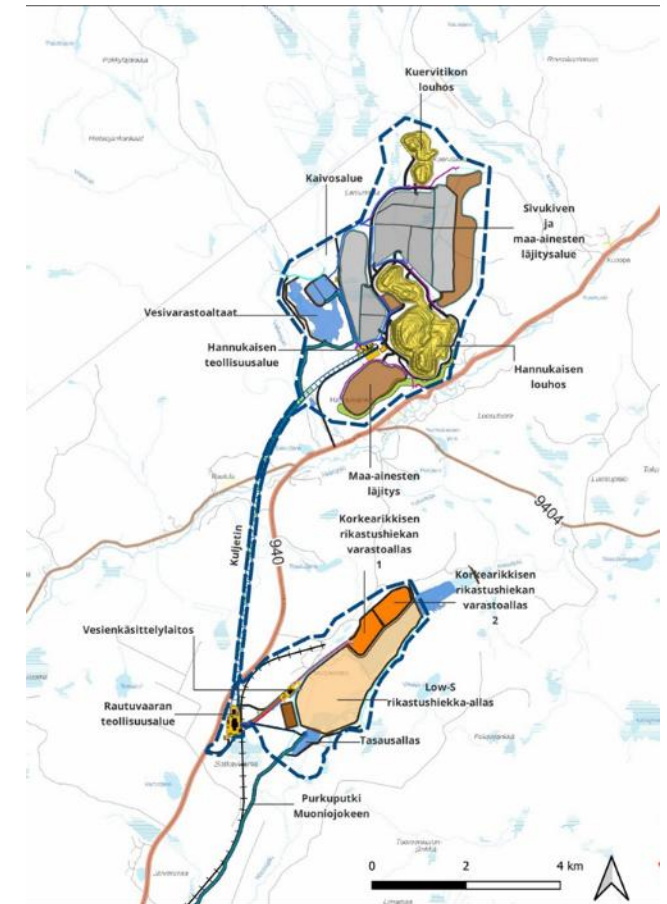 Kuervitikon
louhos
Kaivosalue
Sivukiven
ja
maa-ainesten
läjitysalue
Vesivarastoaltaat
Hannukaisen
teollisuusalue
Hannukaisen
louhos
Maa-ainesten
läjitys
Korkearikkisen
rikastushiekan
varastoallas
1
9404
940
Kuljetin
Korkearikkisen
rikastushiekan
varastoallas
2
Vesienkäsittelylaitos
Low-S
rikastushiekka-allas
Rautuvaaran
teollisuusalue
Tasausallas
Purkuputki
Muoniojokeen
0 2 4 km